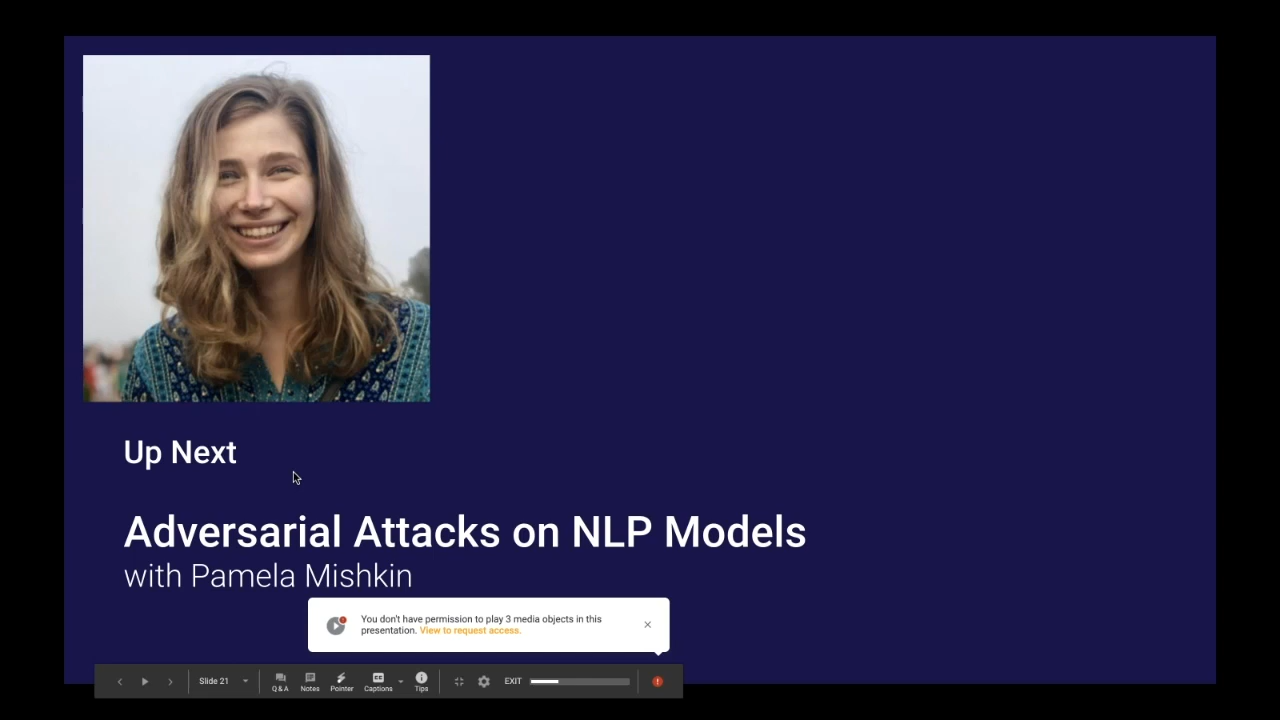 Up Next
Adversarial Attacks on NLP Models
with Pamela Mishkin
You don't have permission to play 3 media objects in this
presentation. View to request access.
Slide 21
Q&A
Notes
Pointer
CC
Captions
Tips
EXIT